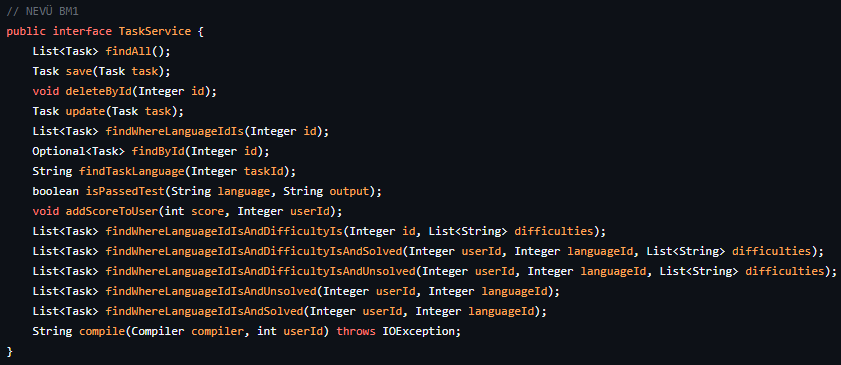 // NEVÜ BM1
public interface TaskService {
List<Task> findAll();
Task save(Task task);
void deleteById(Integer id);
Task update(Task task);
List<Task> findWhereLanguageIdIs(Integer id);
Optional<Task> findById(Integer id);
String findTaskLanguage(Integer taskId);
boolean isPassedTest(String language, String output);
void addScoreToUser(int score, Integer userId);
List<Task> findWhereLanguageIdIsAndDifficultyIs(Integer id, List<String> difficulties);
List<Task> findWhereLanguageIdIsAndDifficultyIsAndSolved(Integer userId, Integer languageId, List<String> difficulties);
List<Task> findWhereLanguageIdIsAndDifficultyIsAndUnsolved(Integer userId, Integer languageId, List<String> difficulties);
List<Task> findWhereLanguageIdIsAndUnsolved(Integer userId, Integer languageId);
List<Task> findWhereLanguageIdIsAndSolved(Integer userId, Integer languageId);
String compile(Compiler compiler, int userId) throws IOException;
}